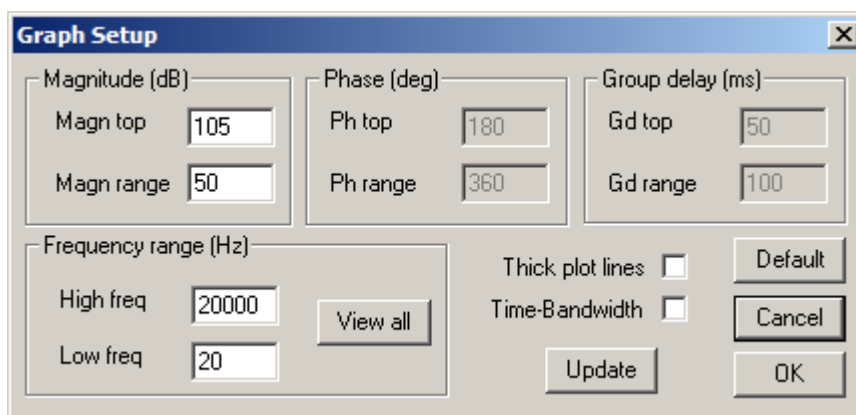 Graph Setup
Magnitude (dB)
Magn top 105
Magn range 50
Phase (deg)
Ph top 180
Ph range 360
Group delay (ms)
Gd top 50
Gd range 100
Frequency range (Hz)
High freq 20000
Low freq 20
View all
Thick plot lines
Time-Bandwidth
Update
Default
Cancel
OK